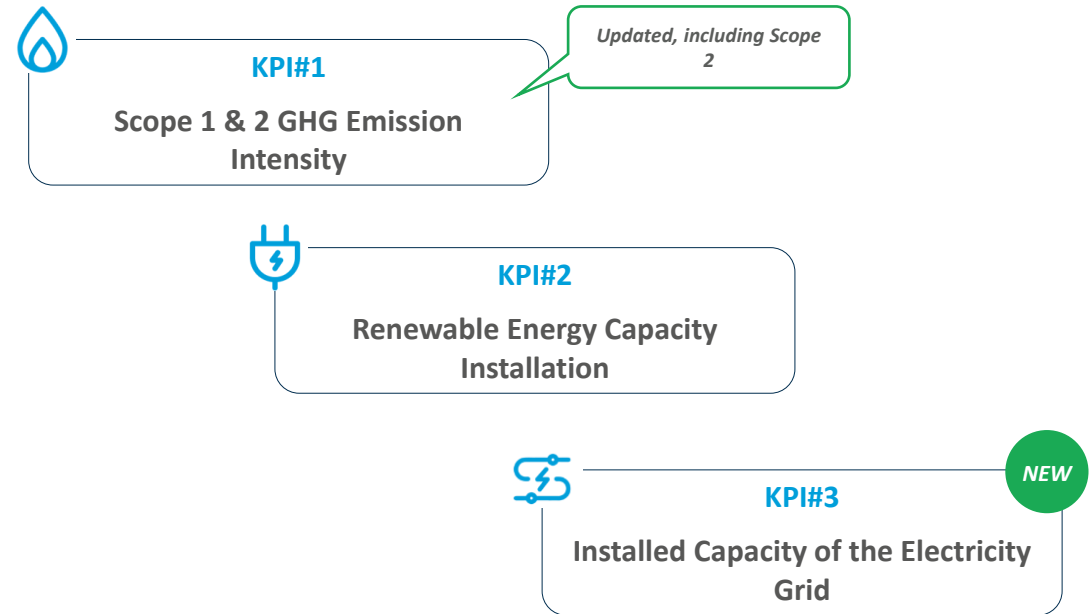 KPI#1
Scope 1 & 2 GHG Emission
Intensity
Updated, including Scope
2
KPI#2
Renewable Energy Capacity
Installation
NEW
KPI#3
Installed Capacity of the Electricity
Grid